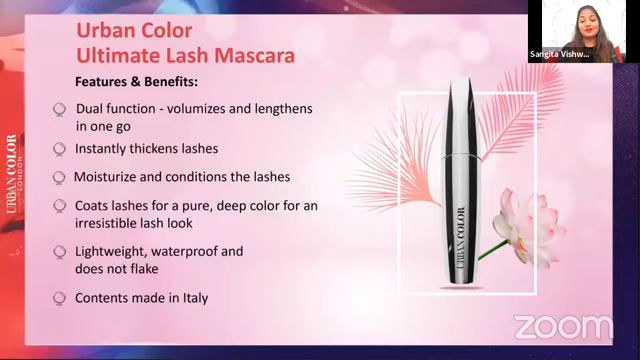 Urban Color
Ultimate Lash Mascara
Features & Benefits:
Dual function - volumizes and lengthens
in one go
Instantly thickens lashes
Moisturize and conditions the lashes
Coats lashes for a pure, deep color for an
irresistible lash look
Lightweight, waterproof and
does not flake
Contents made in Italy
URBAN COLOR
LONDON
URBAN COLOR
Sangita Vishw...
zoom